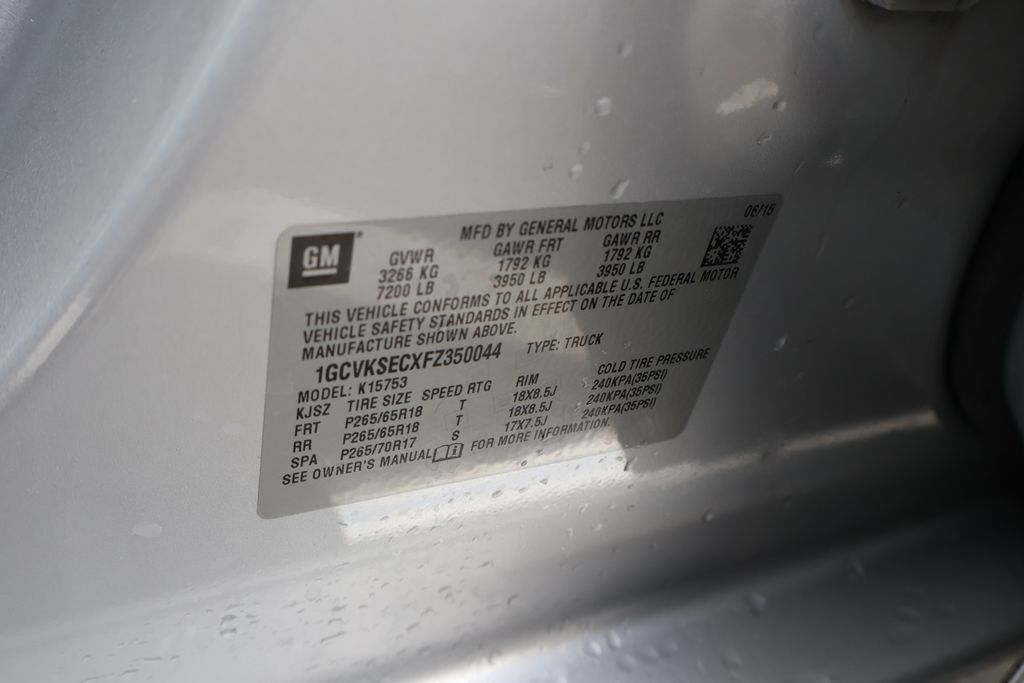 06/15
GM®
MFD BY GENERAL MOTORS LLC
GVWR GAWR FRT GAWR RR
3266 KG 1792 KG 1792 KG
7200 LB 3950 LB 3950 LB
THIS VEHICLE CONFORMS TO ALL APPLICABLE U.S. FEDERAL MOTOR
VEHICLE SAFETY STANDARDS IN EFFECT ON THE DATE OF
MANUFACTURE SHOWN ABOVE.
1GCVKSECXFZ350044 TYPE: TRUCK
MODEL: K15753
KJSZ TIRE SIZE SPEED RTG RIM COLD TIRE PRESSURE
FRT P265/65R18 T 18X8.5J 240KPA(35PSI)
RR P265/65R18 T 18X8.5J 240KPA(35PSI)
SPA P265/70R17 S 17X7.5J 240KPA(35PSI)
SEE OWNER'S MANUAL i FOR MORE INFORMATION.